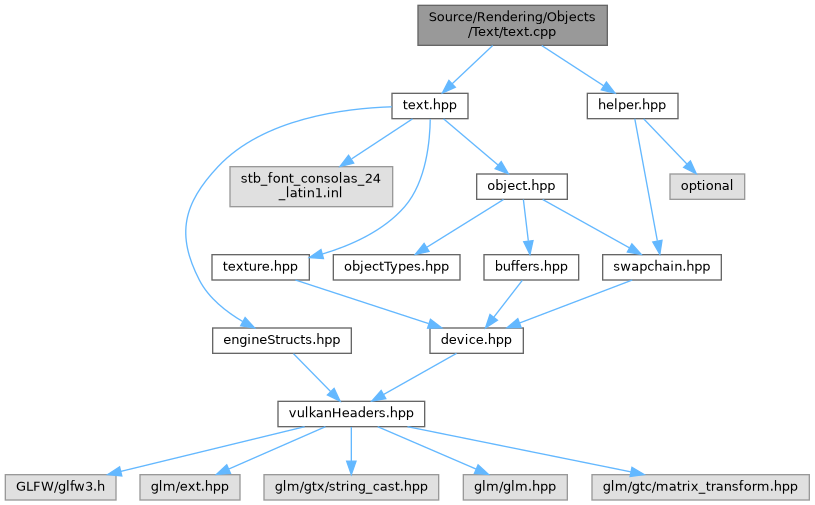 Source/Rendering/Objects
/Text/text.cpp
text.hpp
helper.hpp
stb_font_consolas_24
_latin1.inl
object.hpp
optional
texture.hpp
objectTypes.hpp
buffers.hpp
swapchain.hpp
engineStructs.hpp
device.hpp
vulkanHeaders.hpp
GLFW/glfw3.h
glm/ext.hpp
glm/gtx/string_cast.hpp
glm/glm.hpp
glm/gtc/matrix_transform.hpp